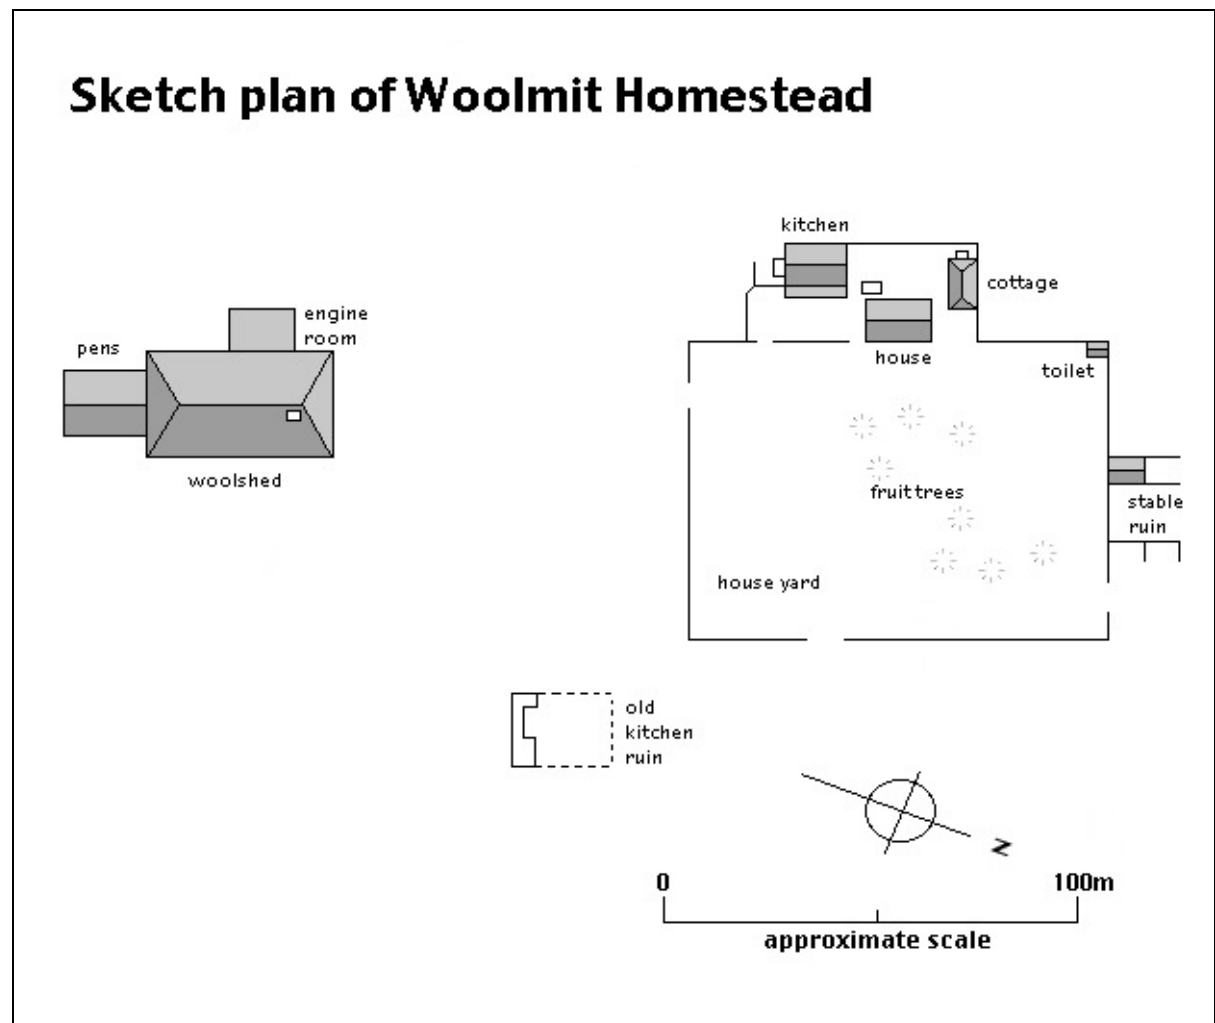 Sketch plan of Woolmit Homestead
kitchen
cottage
engine
room
pens
house
toilet
woolshed
fruit trees
stable
ruin
house yard
old
kitchen
ruin
N
0
100m
approximate scale